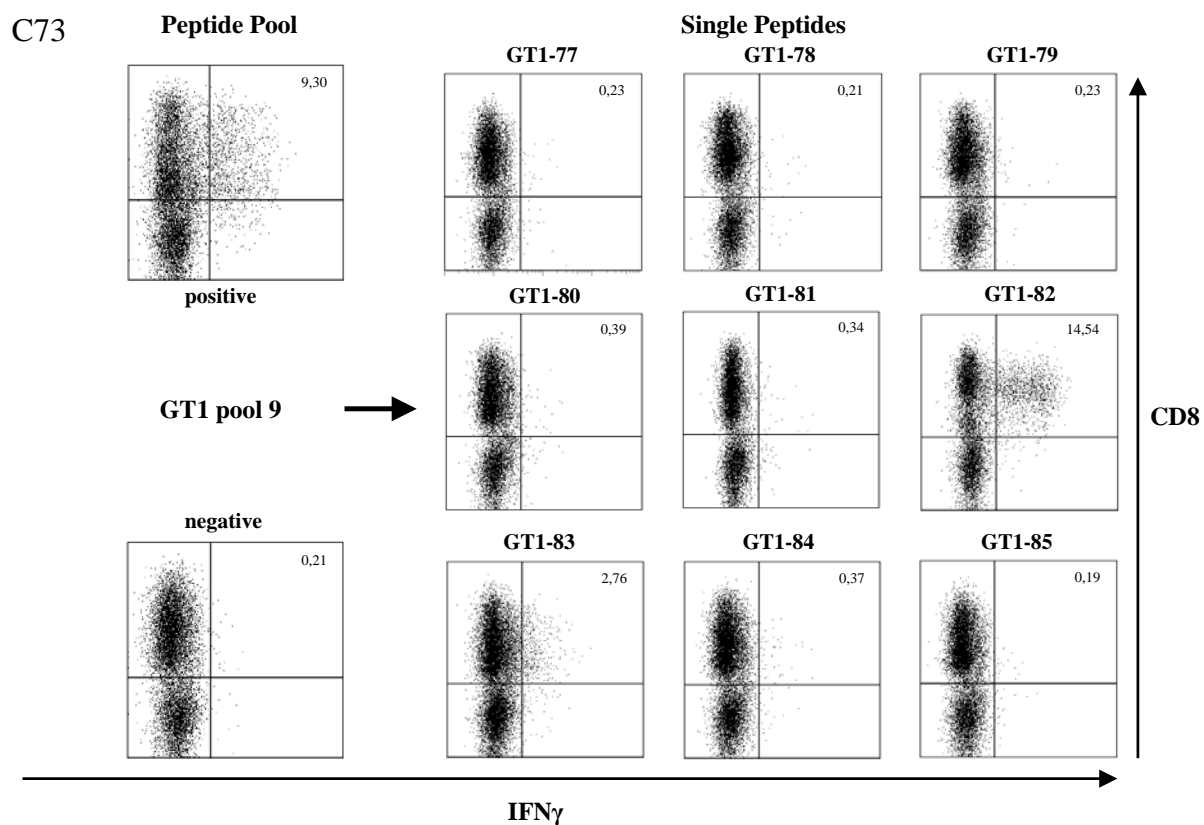 C73
Peptide Pool
Single Peptides
GT1-77
GT1-78
GT1-79
9,30
0,23
0,21
0,23
positive
GT1-80
GT1-81
GT1-82
0,39
0,34
14,54
GT1 pool 9
CD8
negative
GT1-83
GT1-84
GT1-85
0,21
2,76
0,37
0,19
IFNγ